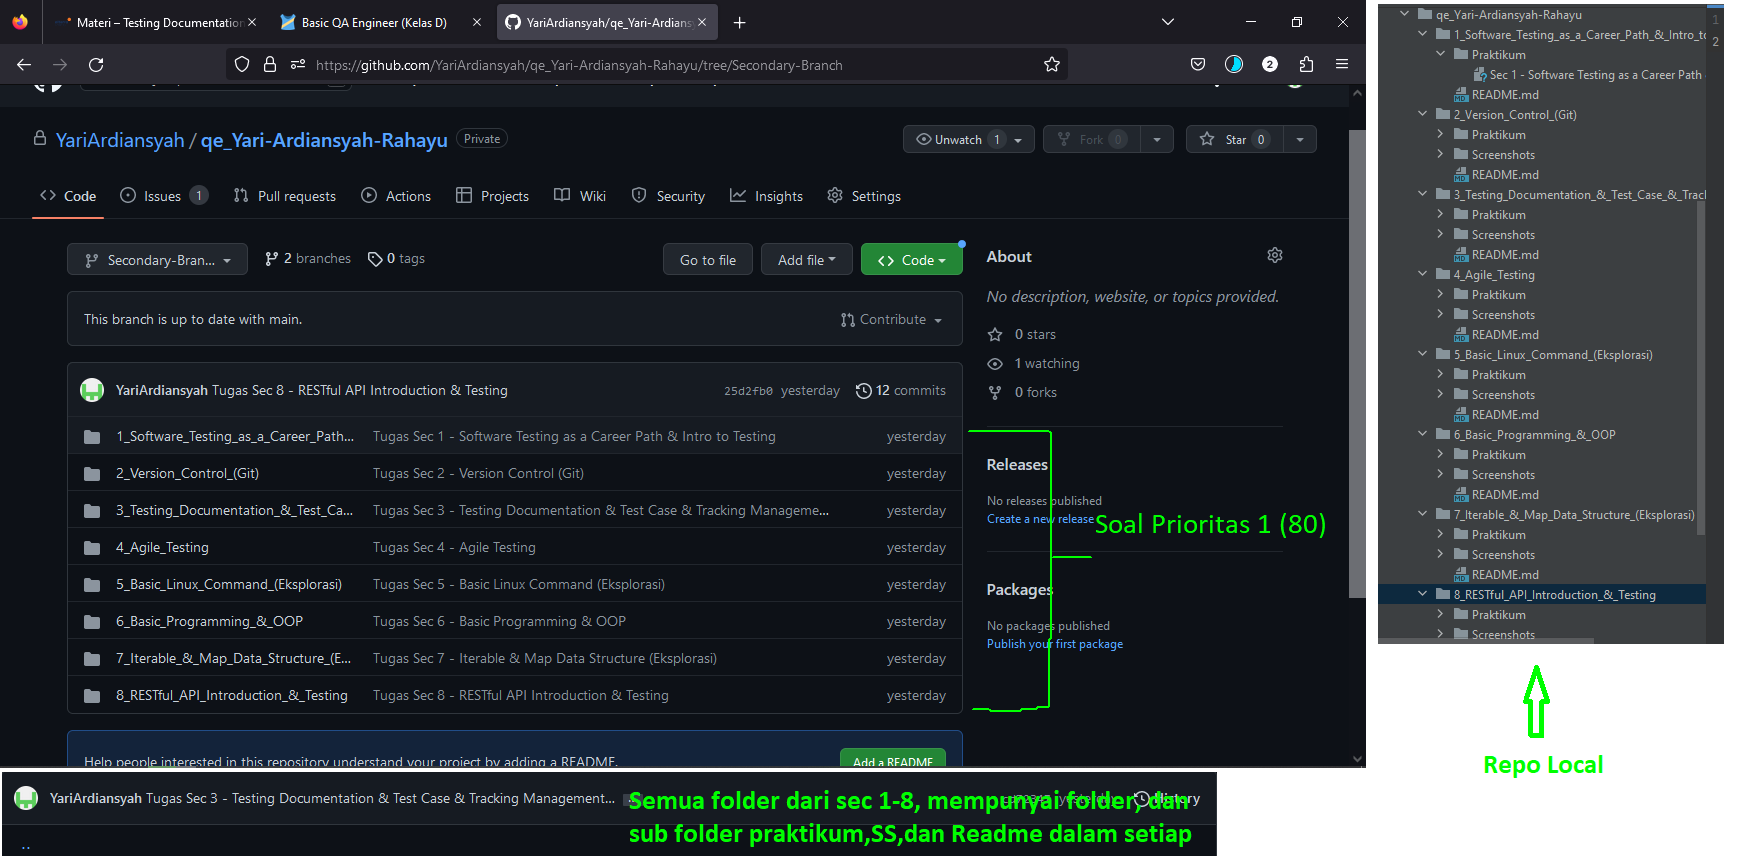 Materi – Testing Documentation
Basic QA Engineer (Kelas D)
YariArdiansyah/qe_Yari-Ardians
https://github.com/YariArdiansyah/qe_Yari-Ardiansyah-Rahayu/tree/Secondary-Branch
2
YariArdiansyah / qe_Yari-Ardiansyah-Rahayu
Private
Unwatch 1
Fork 0
Star 0
Code
Issues 1
Pull requests
Actions
Projects
Wiki
Security
Insights
Settings
Secondary-Bran...
2 branches
0 tags
Go to file
Add file
Code
This branch is up to date with main.
Contribute
YariArdiansyah Tugas Sec 8 - RESTful API Introduction & Testing
25d2fb0 yesterday
12 commits
1_Software_Testing_as_a_Career_Path... Tugas Sec 1 - Software Testing as a Career Path & Intro to Testing yesterday
2_Version_Control_(Git) Tugas Sec 2 - Version Control (Git) yesterday
3_Testing_Documentation_&_Test_Ca... Tugas Sec 3 - Testing Documentation & Test Case & Tracking Manageme... yesterday
4_Agile_Testing Tugas Sec 4 - Agile Testing yesterday
5_Basic_Linux_Command_(Eksplorasi) Tugas Sec 5 - Basic Linux Command (Eksplorasi) yesterday
6_Basic_Programming_&_OOP Tugas Sec 6 - Basic Programming & OOP yesterday
7_Iterable_&_Map_Data_Structure_(E... Tugas Sec 7 - Iterable & Map Data Structure (Eksplorasi) yesterday
8_RESTful_API_Introduction_&_Testing Tugas Sec 8 - RESTful API Introduction & Testing yesterday
Help people interested in this repository understand your project by adding a README.
Add a README
About
No description, website, or topics provided.
0 stars
1 watching
0 forks
Releases
No releases published
Create a new release
Soal Prioritas 1 (80)
Packages
No packages published
Publish your first package
YariArdiansyah Tugas Sec 3 - Testing Documentation & Test Case & Tracking Management...
yesterday
History
..
Semua folder dari sec 1-8, mempunyai folder, dan
sub folder praktikum,SS,dan Readme dalam setiap
qe_Yari-Ardiansyah-Rahayu
1_Software_Testing_as_a_Career_Path_&_Intro_to
Praktikum
Sec 1 - Software Testing as a Career Path
README.md
2_Version_Control_(Git)
Praktikum
Screenshots
README.md
3_Testing_Documentation_&_Test_Case_&_Tracl
Praktikum
Screenshots
README.md
4_Agile_Testing
Praktikum
Screenshots
README.md
5_Basic_Linux_Command_(Eksplorasi)
Praktikum
Screenshots
README.md
6_Basic_Programming_&_OOP
Praktikum
Screenshots
README.md
7_Iterable_&_Map_Data_Structure_(Eksplorasi)
Praktikum
Screenshots
README.md
8_RESTful_API_Introduction_&_Testing
Praktikum
Screenshots
1
2
Repo Local